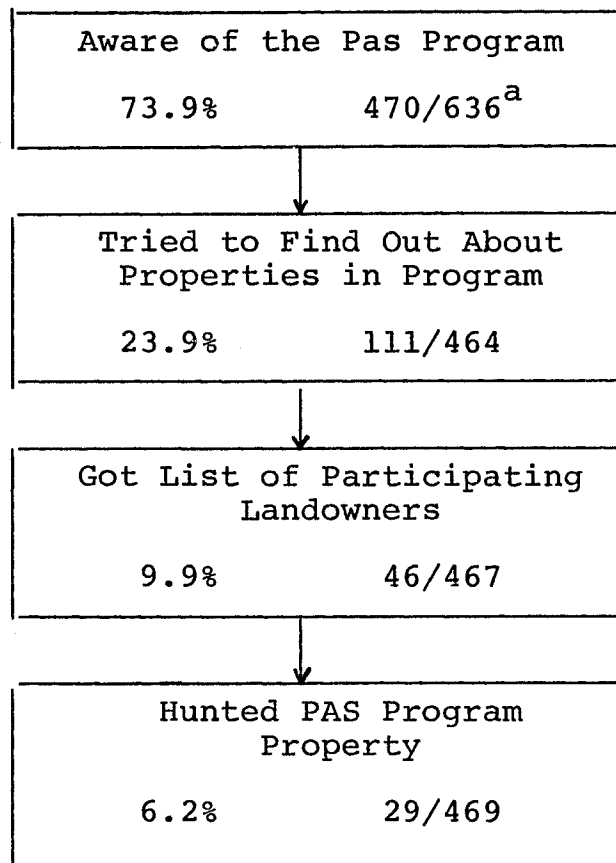 Aware of the Pas Program
73.9% 470/636a
Tried to Find Out About
Properties in Program
23.9% 111/464
Got List of Participating
Landowners
9.9% 46/467
Hunted PAS Program
Property
6.2% 29/469